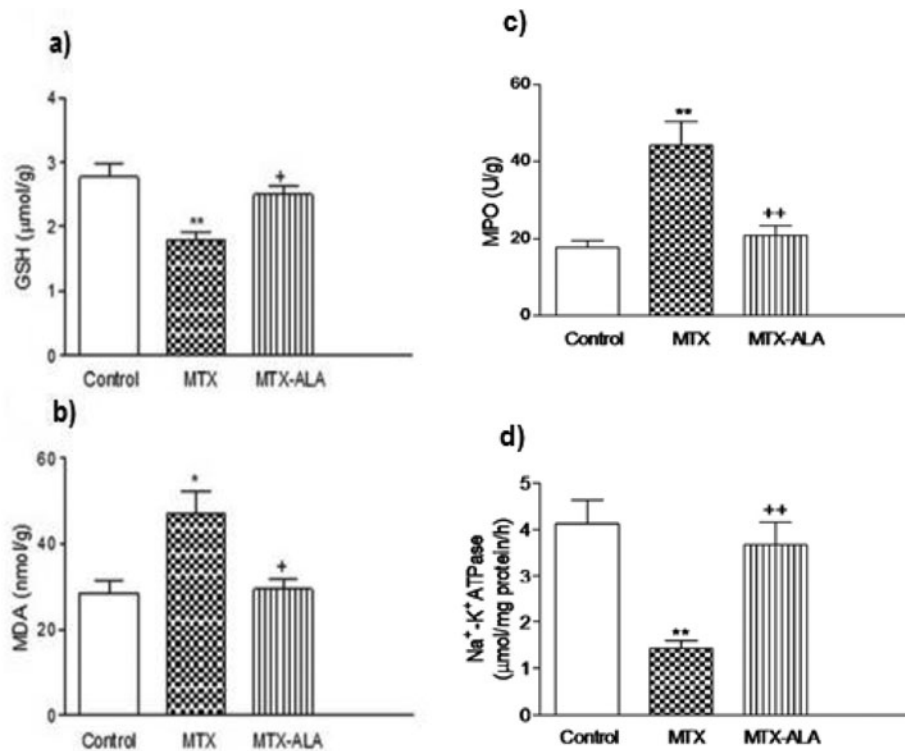 a)
4
3
2
1
0
GSH (µmol/g)
**
+
Control MTX MTX-ALA
b)
60
40
20
0
MDA (nmol/g)
*
+
Control MTX MTX-ALA
c)
60
40
20
0
MPO (U/g)
**
++
Control MTX MTX-ALA
d)
5
4
3
2
1
0
Na⁺-K⁺ATPase
(µmol/mg protein/h)
**
++
Control MTX MTX-ALA